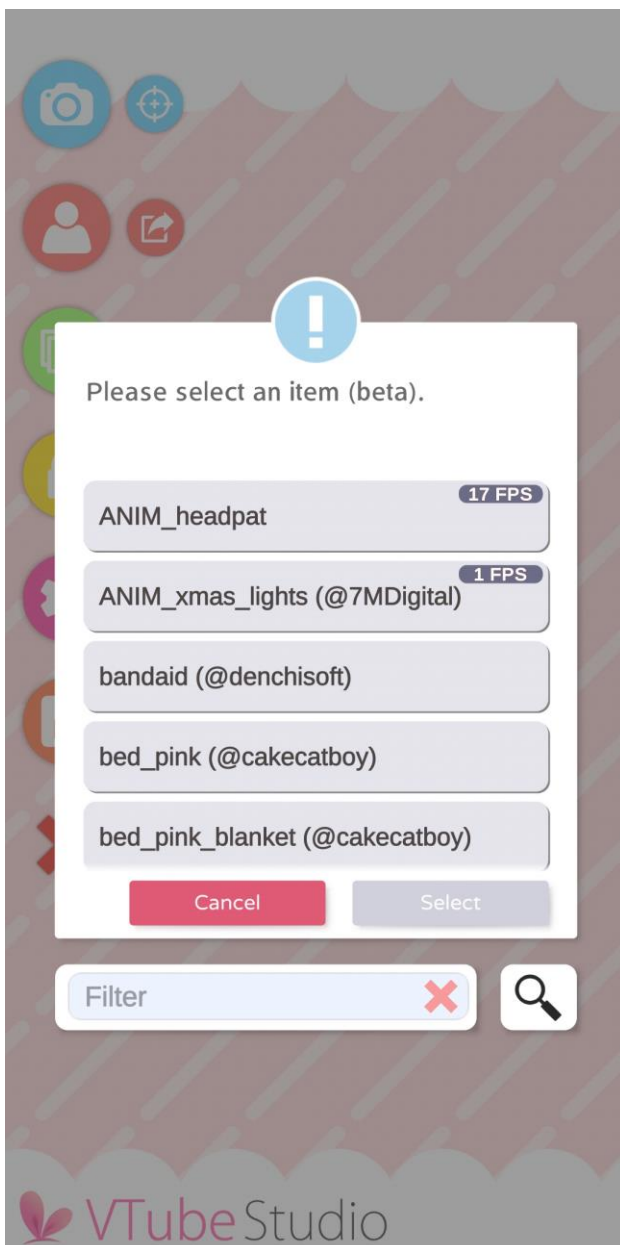 Please select an item (beta).
17 FPS
ANIM_headpat
1 FPS
ANIM_xmas_lights (@7MDigital)
bandaid (@denchisoft)
bed_pink (@cakecatboy)
bed_pink_blanket (@cakecatboy)
Cancel
Select
Filter
VTube Studio